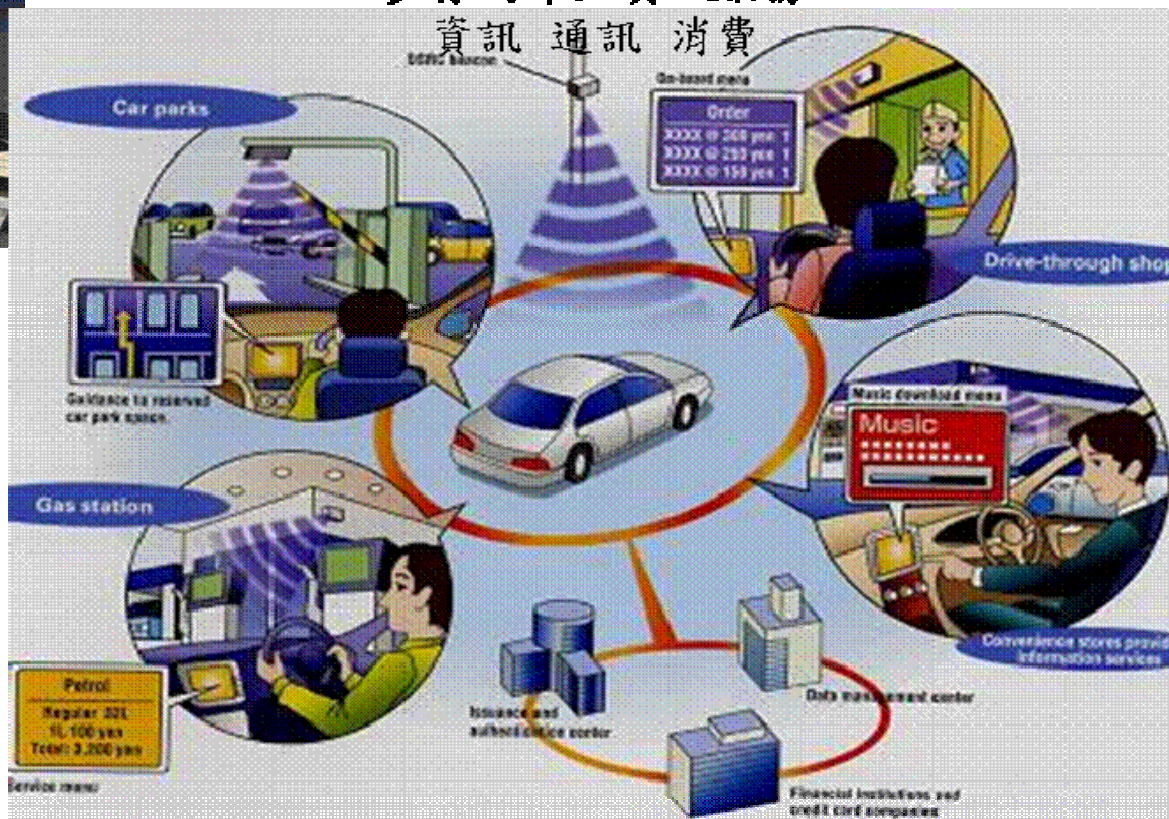 資訊 通訊 消費
DSRC beacon
On-board menu
Car parks
Order
XXXX @ 300 yen 1
XXXX @ 250 yen 1
XXXX @ 150 yen 1
Drive-through shop
Guidance to reserved
car park space.
Music download menu
Music
Gas station
Convenience stores provid
information services
Petrol
Regular
1L 100 yen
Total: 3,200 yen
Service menu
Issuance and
authentication center
Data management center
Financial institutions and
credit card companies